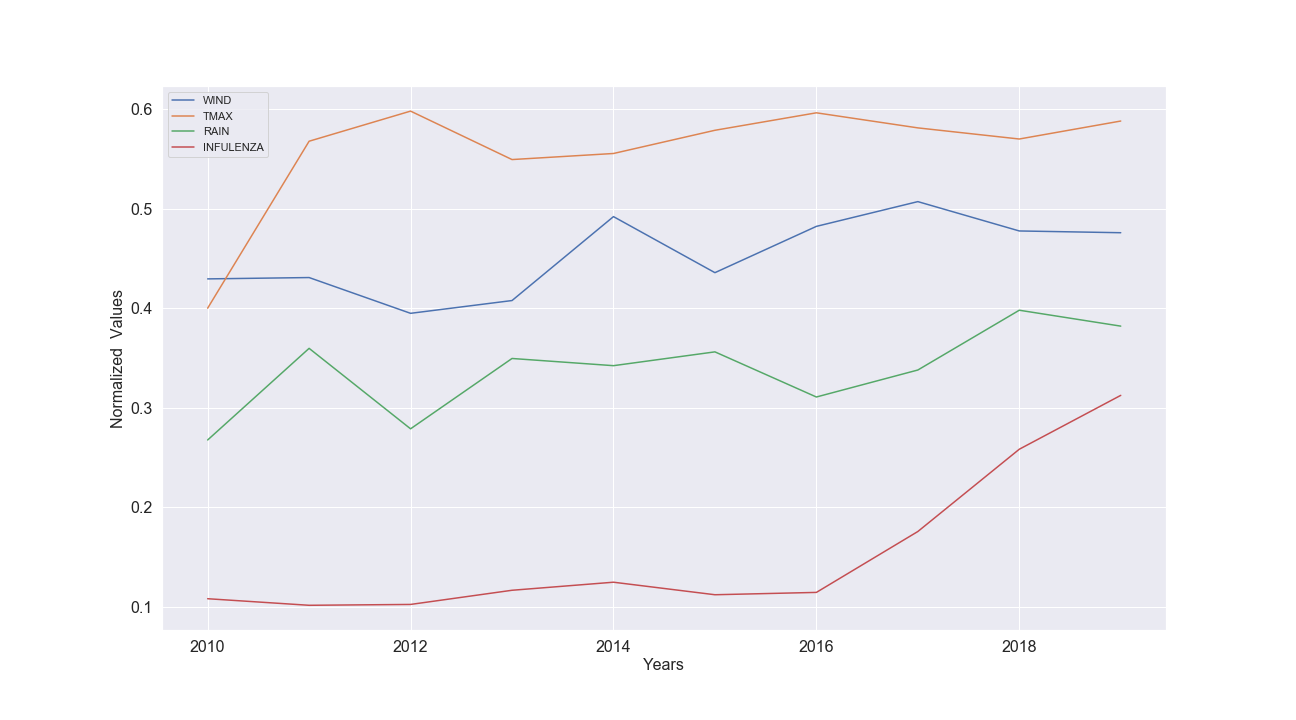 WIND
TMAX
RAIN
INFULENZA
0.6
0.5
0.4
0.3
0.2
0.1
Normalized Values
2010 2012 2014 2016 2018
Years